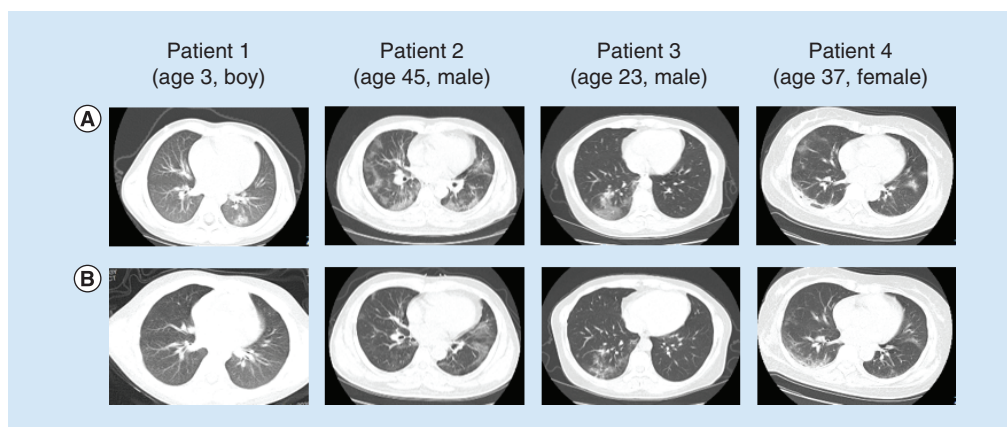 Patient 1
(age 3, boy)
Patient 2
(age 45, male)
Patient 3
(age 23, male)
Patient 4
(age 37, female)
A
B